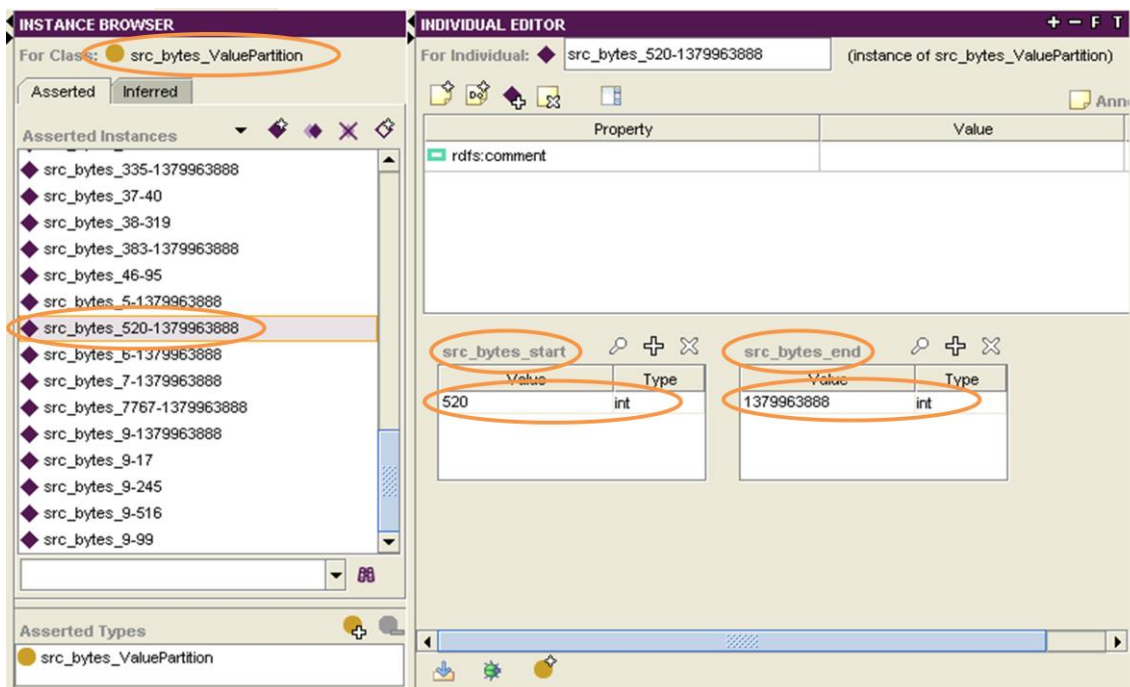 INSTANCE BROWSER
For Class: src_bytes_ValuePartition
Asserted Inferred
Asserted Instances
src_bytes_335-1379963888
src_bytes_37-40
src_bytes_38-319
src_bytes_383-1379963888
src_bytes_46-95
src_bytes_5-1379963888
src_bytes_520-1379963888
src_bytes_6-1379963888
src_bytes_7-1379963888
src_bytes_7767-1379963888
src_bytes_9-1379963888
src_bytes_9-17
src_bytes_9-245
src_bytes_9-516
src_bytes_9-99
Asserted Types
src_bytes_ValuePartition
INDIVIDUAL EDITOR + − F T
For Individual: src_bytes_520-1379963888 (instance of src_bytes_ValuePartition)
Ann
Property Value
rdfs:comment
src_bytes_start src_bytes_end
Value Type Value Type
520 int 1379963888 int